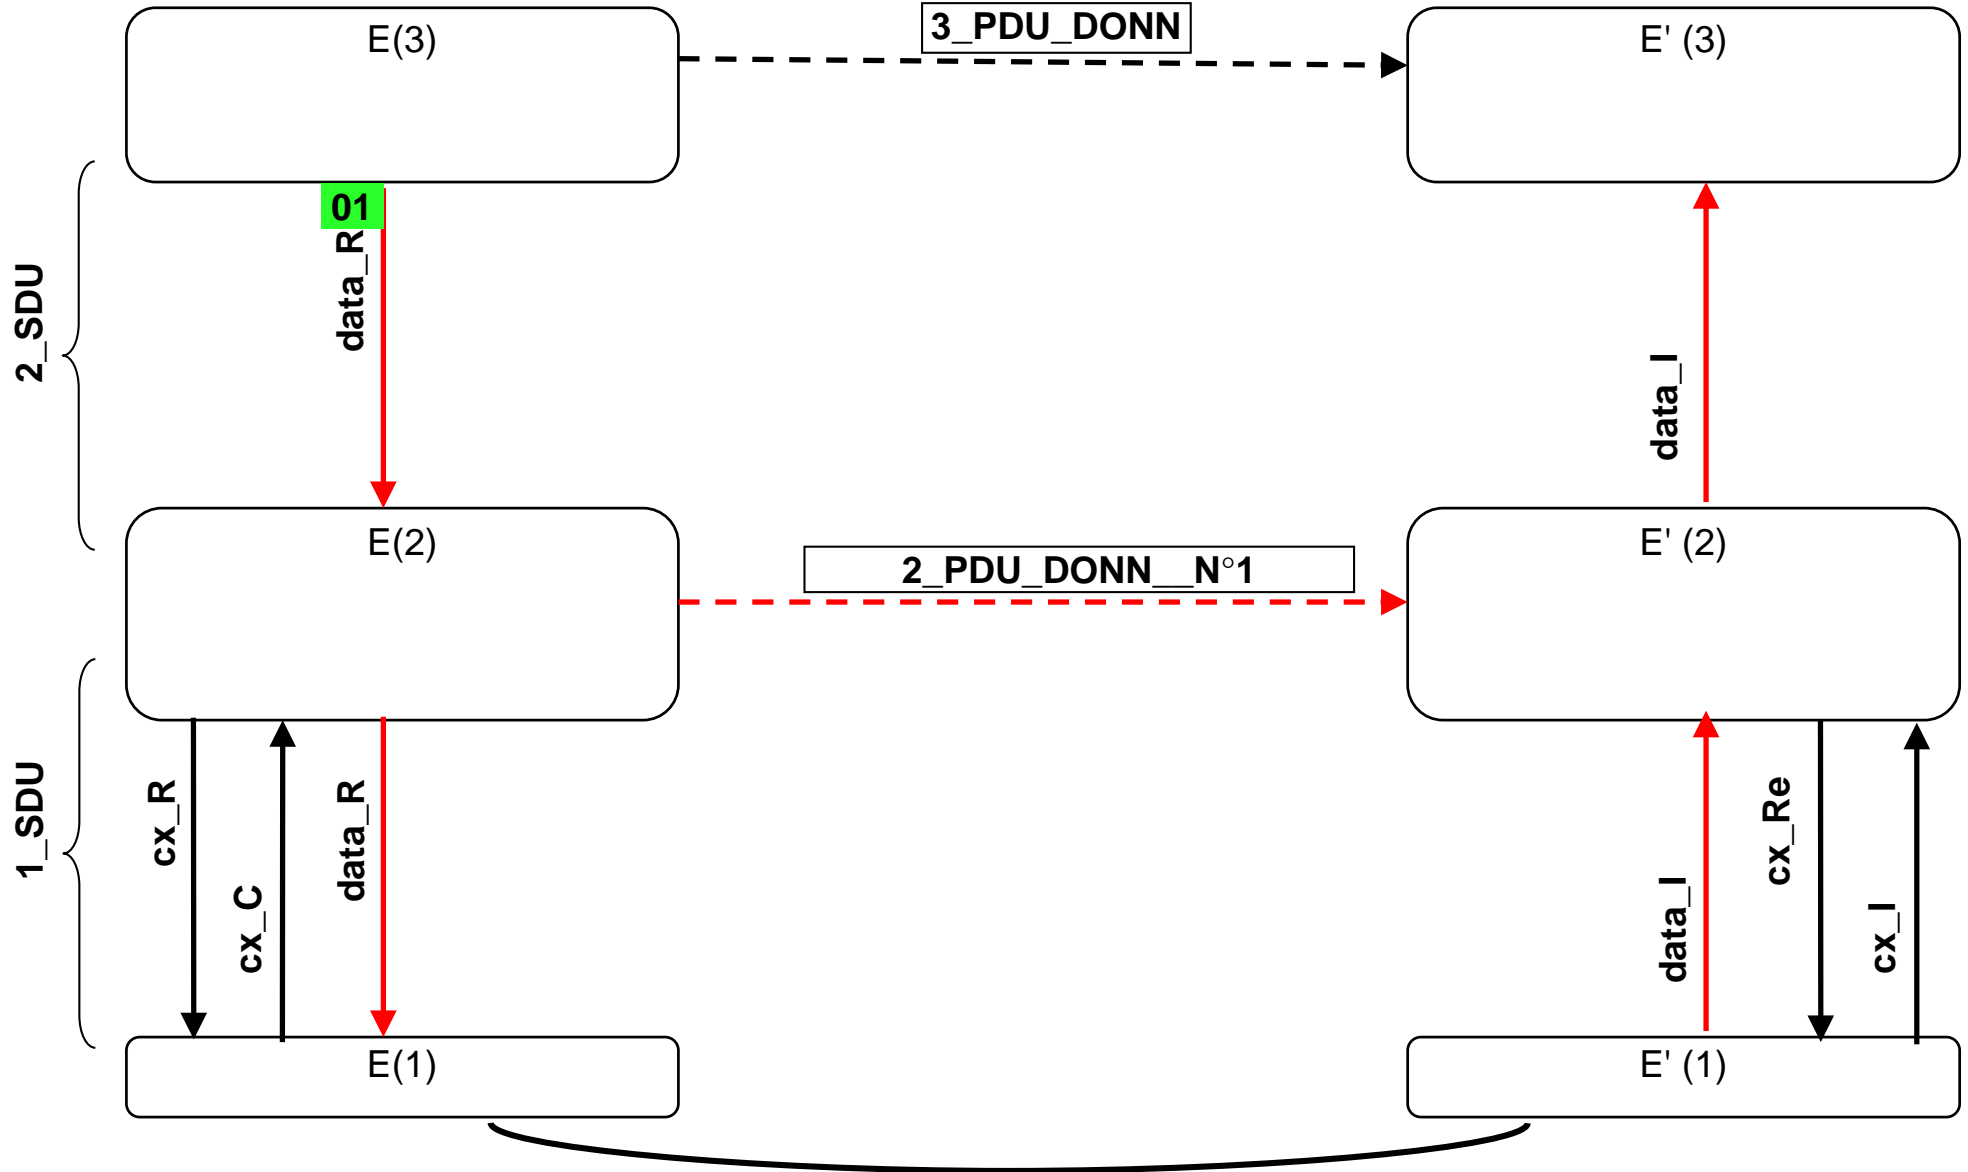 E(3)
3_PDU_DONN
E' (3)
01
data_R
2_SDU
data_I
E(2)
2_PDU_DONN__N°1
E' (2)
1_SDU
cx_R
cx_C
data_R
data_I
cx_Re
cx_I
E(1)
E' (1)